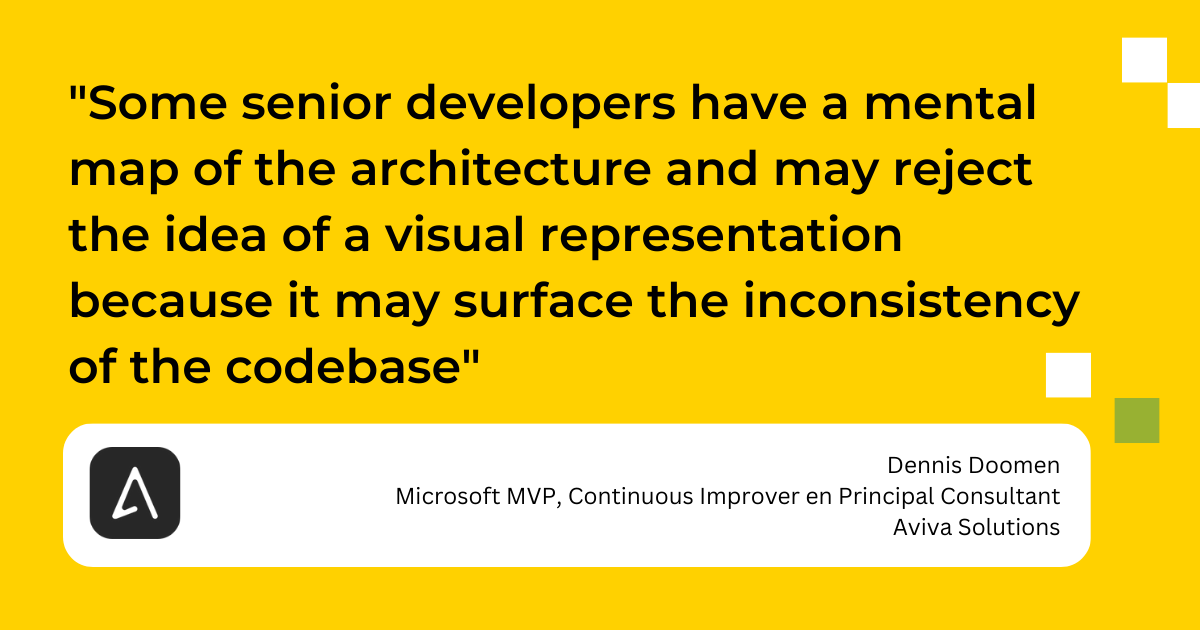 "Some senior developers have a mental
map of the architecture and may reject
the idea of a visual representation
because it may surface the inconsistency
of the codebase"
Dennis Doomen
Microsoft MVP, Continuous Improver en Principal Consultant
Aviva Solutions